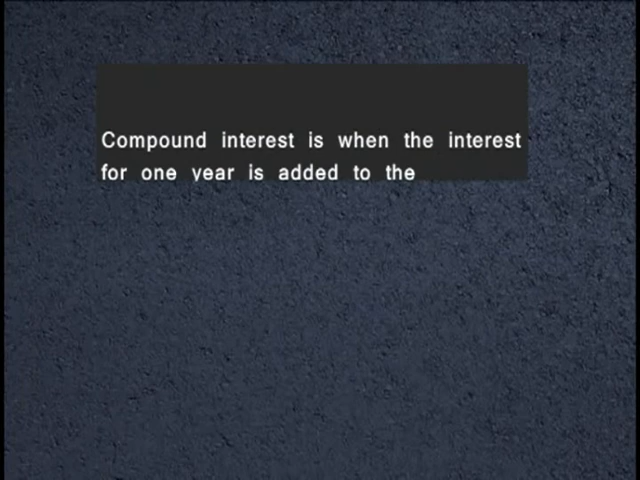 Compound interest is when the interest
for one year is added to the